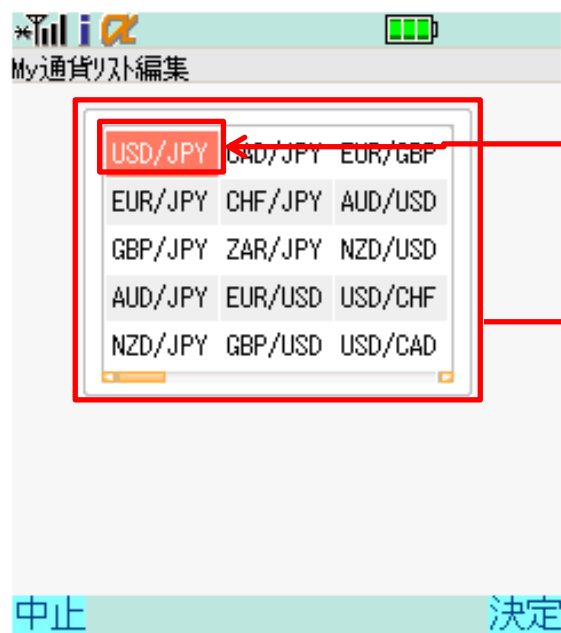 My通貨リスト編集
USD/JPY CAD/JPY EUR/GBP
EUR/JPY CHF/JPY AUD/USD
GBP/JPY ZAR/JPY NZD/USD
AUD/JPY EUR/USD USD/CHF
NZD/JPY GBP/USD USD/CAD
中止 決定